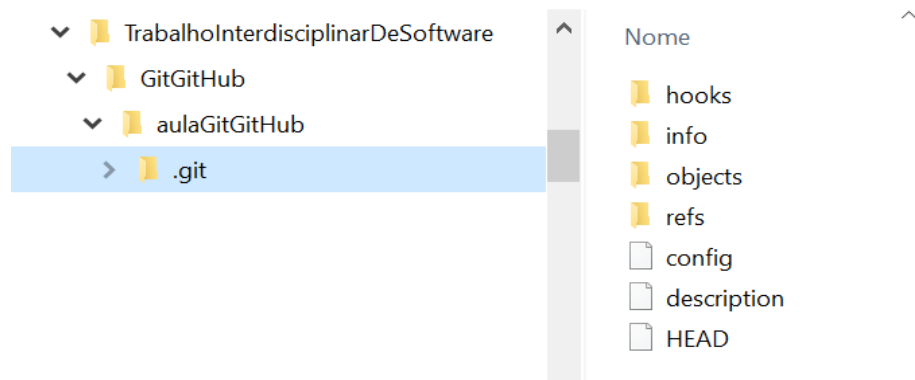 TrabalhoInterdisciplinarDeSoftware
GitGitHub
aulaGitGitHub
.git
Nome
hooks
info
objects
refs
config
description
HEAD